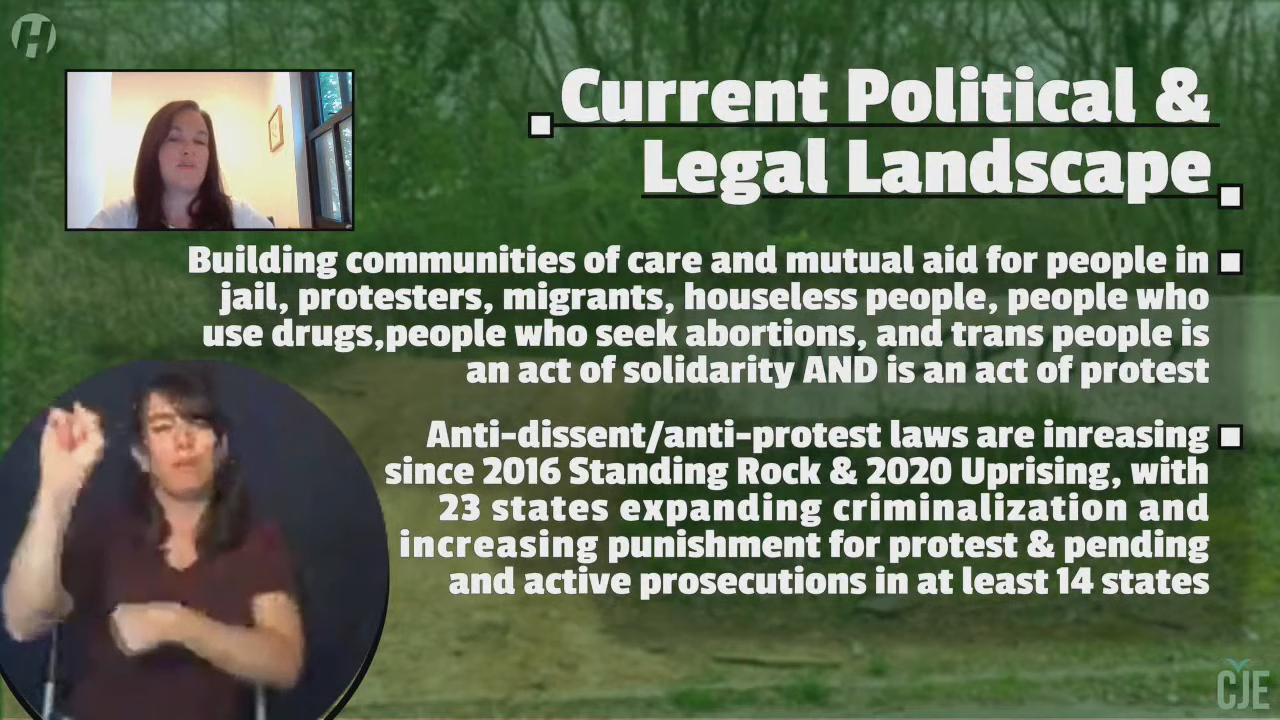 H
Current Political &
Legal Landscape
Building communities of care and mutual aid for people in
jail, protesters, migrants, houseless people, people who
use drugs,people who seek abortions, and trans people is
an act of solidarity AND is an act of protest
Anti-dissent/anti-protest laws are inreasing
since 2016 Standing Rock & 2020 Uprising, with
23 states expanding criminalization and
increasing punishment for protest & pending
and active prosecutions in at least 14 states
CJE